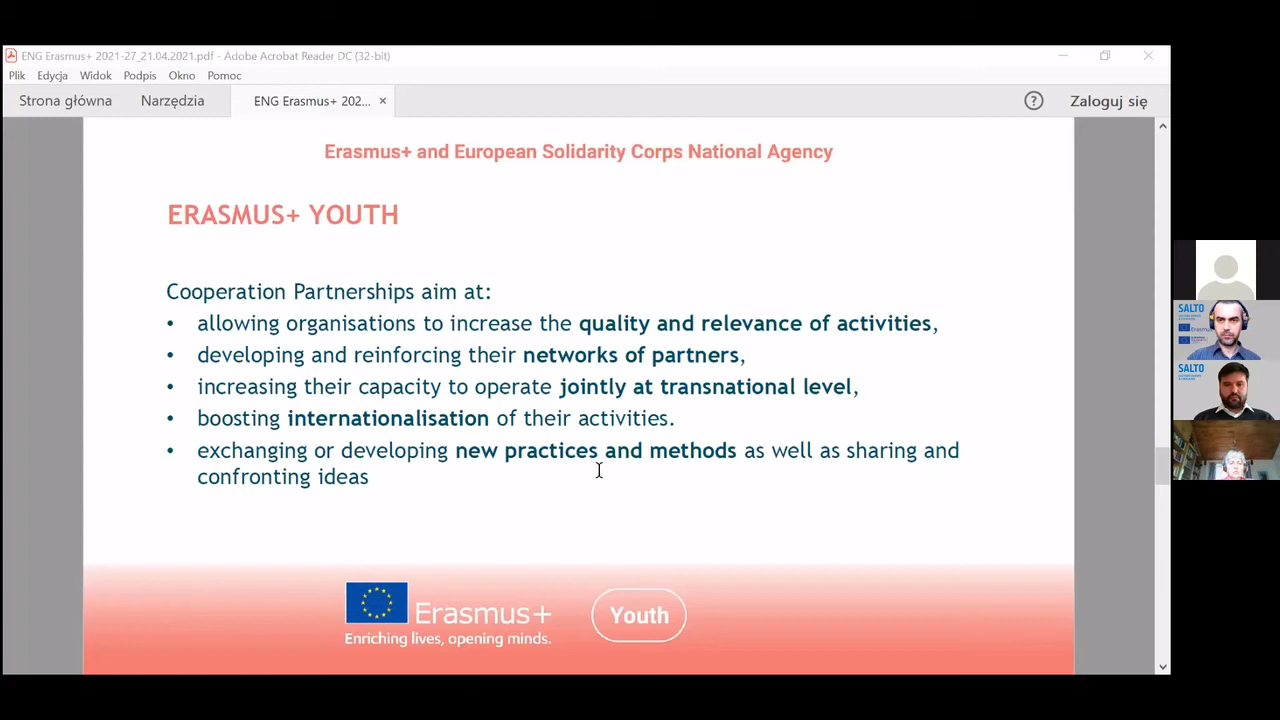 ENG Erasmus+ 2021-27_21.04.2021.pdf - Adobe Acrobat Reader DC (32-bit)
Plik Edycja Widok Podpis Okno Pomoc
Strona główna Narzędzia ENG Erasmus+ 202... × Zaloguj się
Erasmus+ and European Solidarity Corps National Agency
ERASMUS+ YOUTH
Cooperation Partnerships aim at:
• allowing organisations to increase the quality and relevance of activities,
• developing and reinforcing their networks of partners,
• increasing their capacity to operate jointly at transnational level,
• boosting internationalisation of their activities.
• exchanging or developing new practices and methods as well as sharing and
confronting ideas
Erasmus+
Enriching lives, opening minds.
Youth
SALTO
Erasmus
SALTO